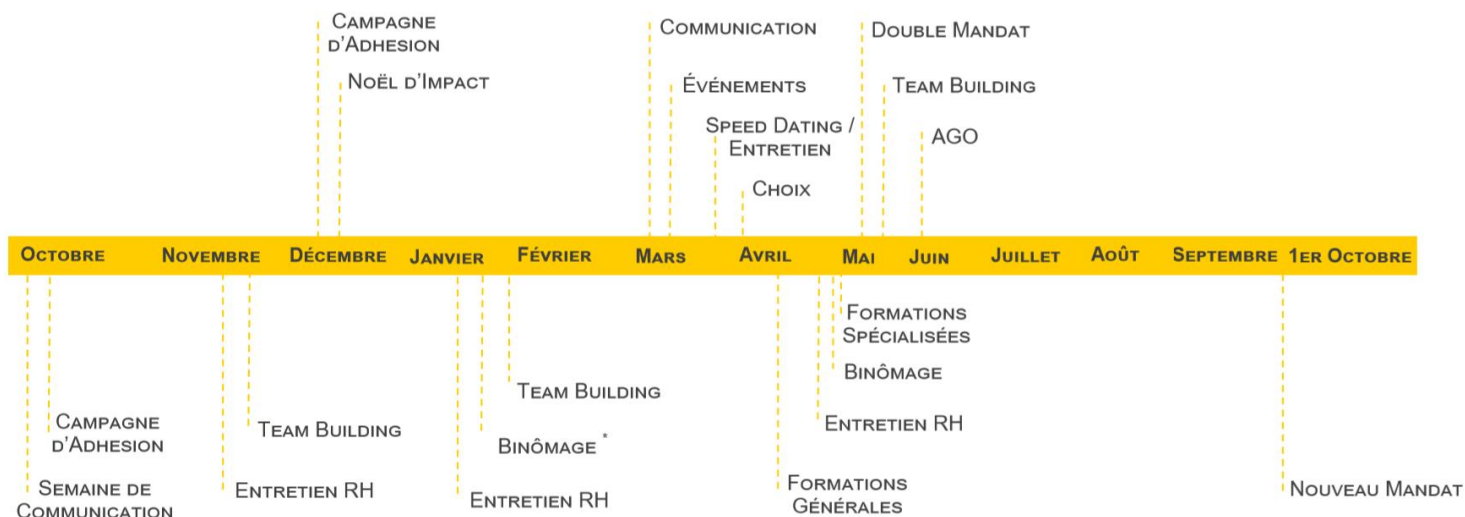 CAMPAGNE
D'ADHESION
NOËL D'IMPACT
COMMUNICATION
ÉVÉNEMENTS
SPEED DATING /
ENTRETIEN
CHOIX
DOUBLE MANDAT
TEAM BUILDING
AGO
OCTOBRE NOVEMBRE DÉCEMBRE JANVIER FÉVRIER MARS AVRIL MAI JUIN JUILLET AOÛT SEPTEMBRE 1ER OCTOBRE
CAMPAGNE
D'ADHESION
SEMAINE DE
COMMUNICATION
TEAM BUILDING
ENTRETIEN RH
TEAM BUILDING
BINÔMAGE *
ENTRETIEN RH
FORMATIONS
SPÉCIALISÉES
BINÔMAGE
ENTRETIEN RH
FORMATIONS
GÉNÉRALES
NOUVEAU MANDAT